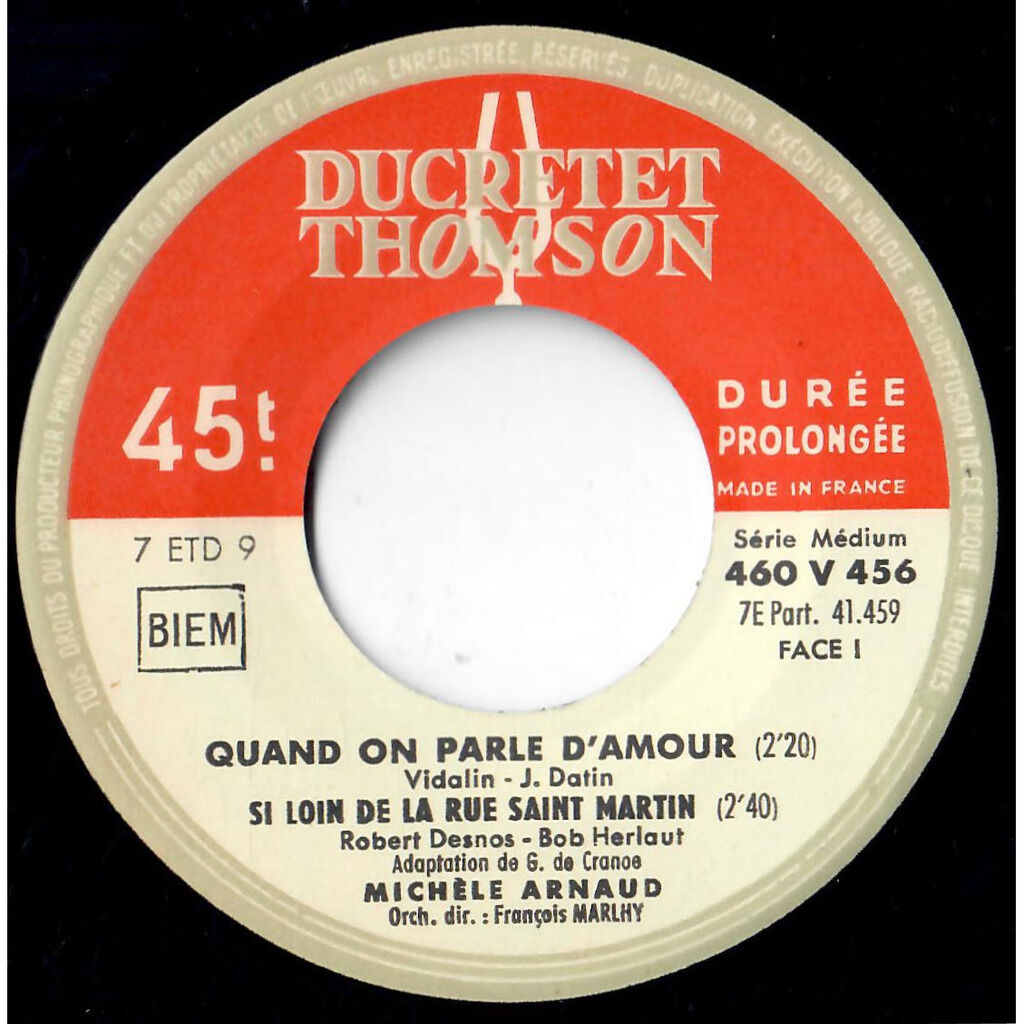 TOUS DROITS DU PRODUCTEUR PHONOGRAPHIQUE ET DU PROPRIÉTAIRE DE L'ŒUVRE ENREGISTRÉE RÉSERVÉS. DUPLICATION, EXÉCUTION PUBLIQUE RADIODIFFUSION DE CE DISQUE INTERDITES
DUCRETET
THOMSON
45t.
DURÉE
PROLONGÉE
MADE IN FRANCE
7 ETD 9
BIEM
Série Médium
460 V 456
7E Part. 41.459
FACE I
QUAND ON PARLE D'AMOUR (2'20)
Vidalin - J. Datin
SI LOIN DE LA RUE SAINT MARTIN (2'40)
Robert Desnos - Bob Herlaut
Adaptation de G. de Cranoe
MICHÈLE ARNAUD
Orch. dir. : François MARLHY